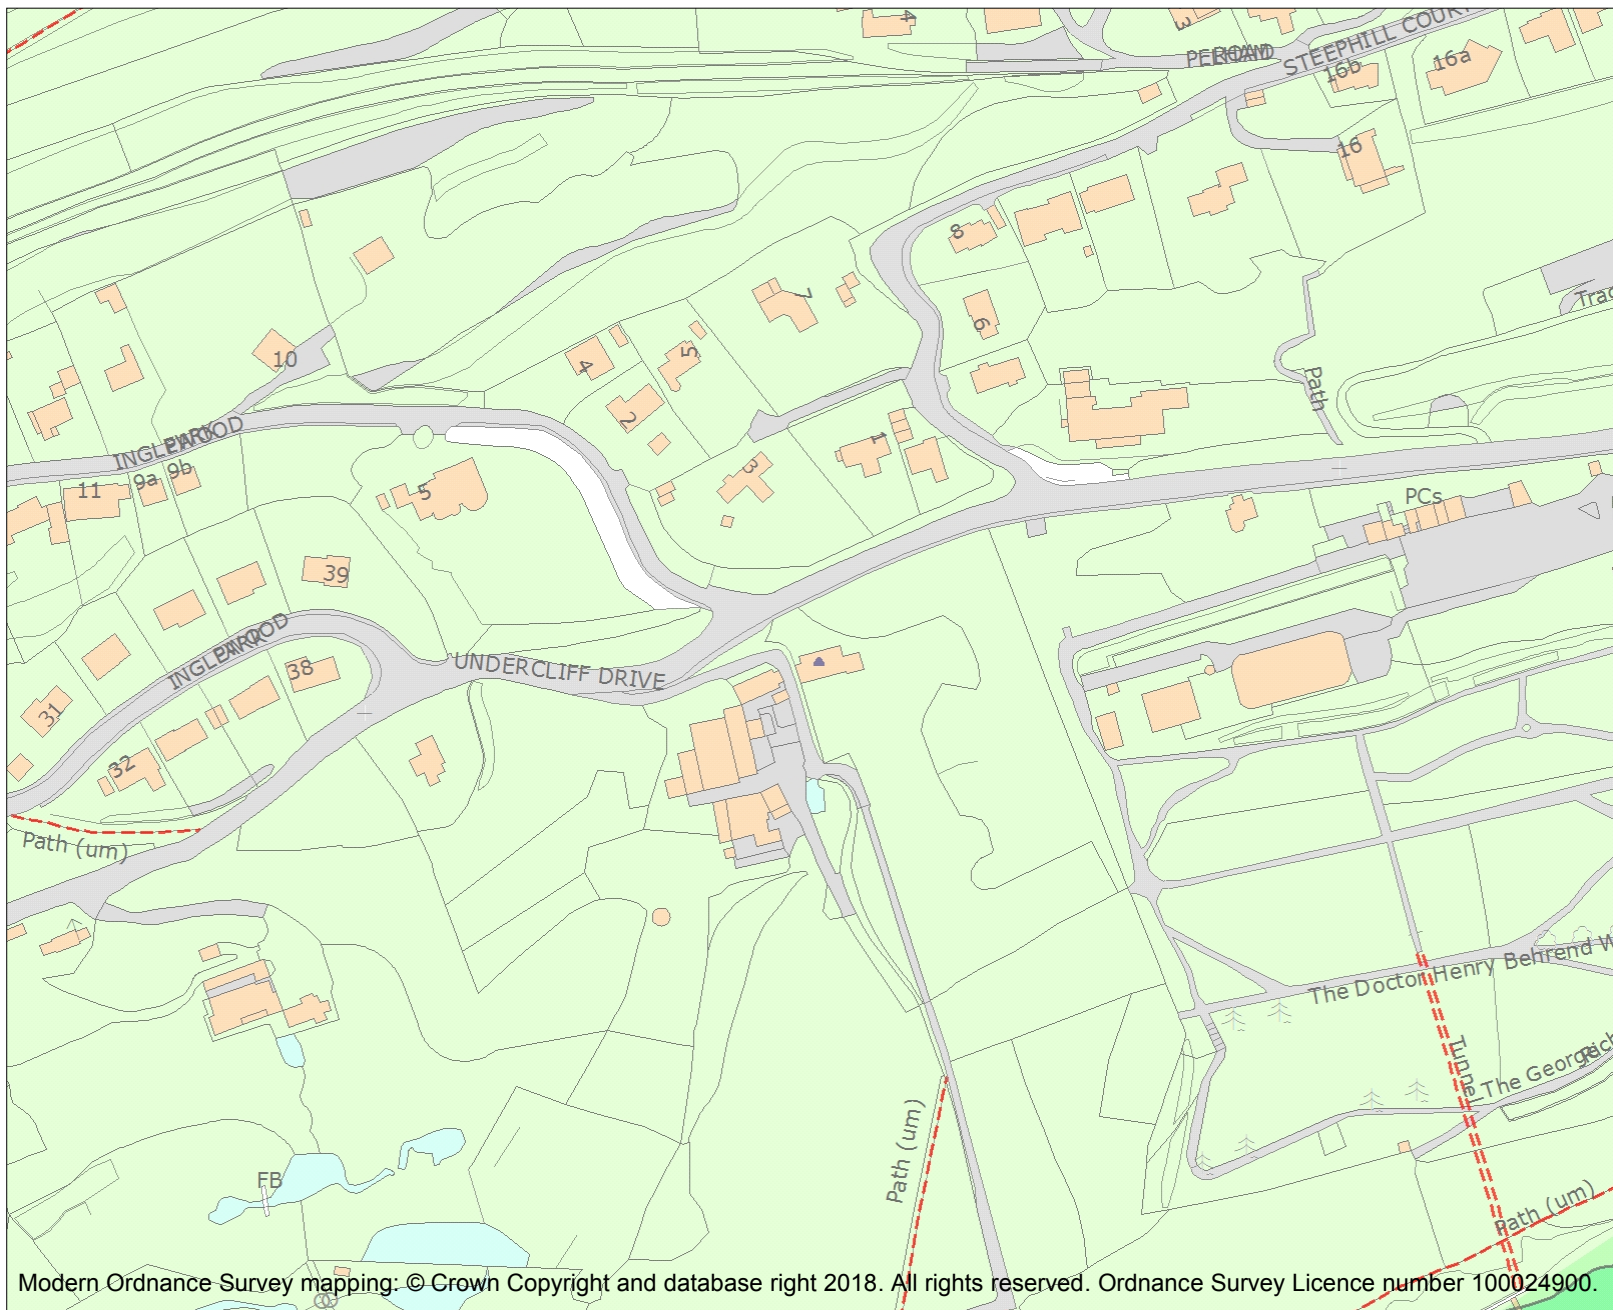 4
3
PELHAM
ROAD
STEEPHILL COURT
16b
16a
16
8
7
6
Path
10
4
5
2
1
3
INGLEWOOD
PARK
11
9a
9b
5
PCs
39
INGLEWOOD
PARK
38
UNDERCLIFF DRIVE
31
32
Path (um)
The Doctor Henry Behrend W
Tunnel
The George
Rich
Path (um)
FB
Path (um)
Modern Ordnance Survey mapping: © Crown Copyright and database right 2018. All rights reserved. Ordnance Survey Licence number 100024900.